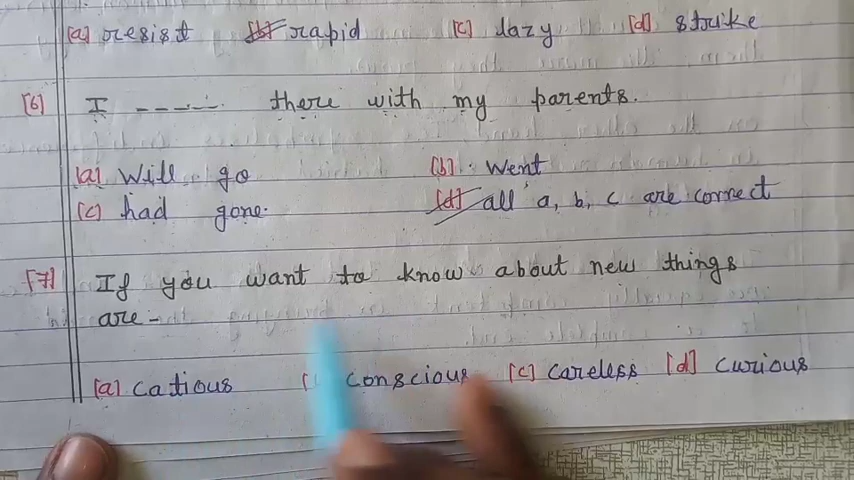 [a] resist [b] rapid [c] lazy [d] strike
[6] I ------ there with my parents.
[a] Will go [b] Went
[c] had gone. [d] all a, b, c are correct
[7] If you want to know about new things
are-
[a] catious conscious [c] careless [d] curious